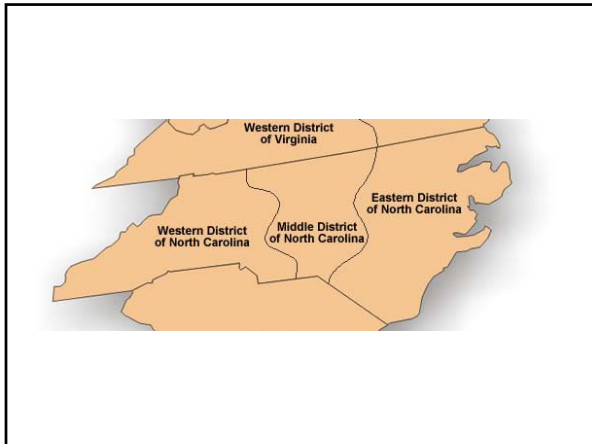 Western District
of Virginia
Eastern District
of North Carolina
Western District
of North Carolina
Middle District
of North Carolina